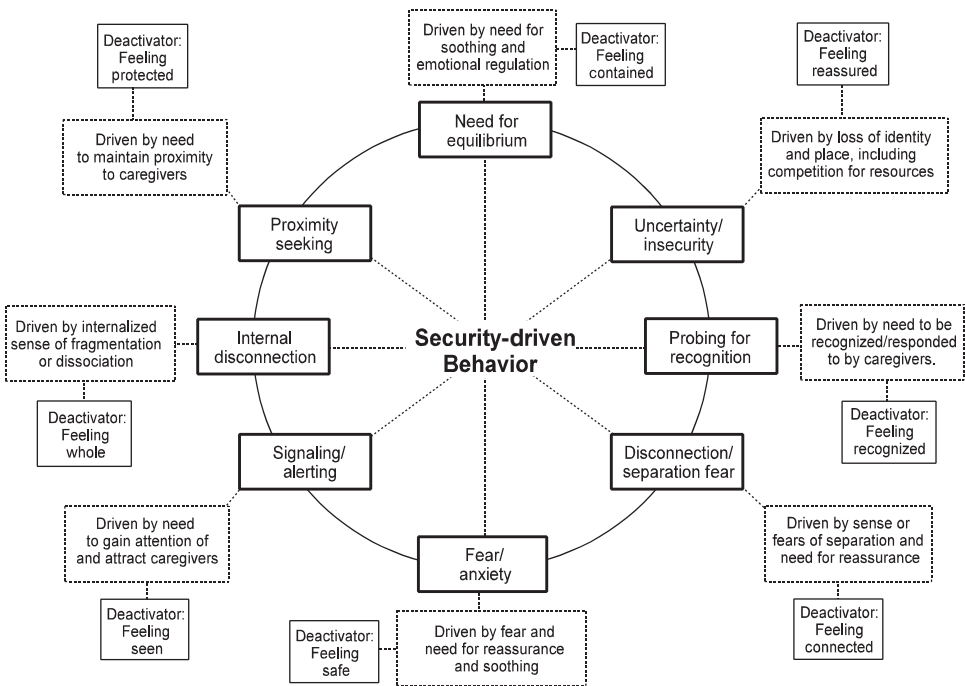 Deactivator:
Feeling
protected
Driven by need for
soothing and
emotional regulation
Deactivator:
Feeling
contained
Deactivator:
Feeling
reassured
Driven by need
to maintain proximity
to caregivers
Need for
equilibrium
Driven by loss of identity
and place, including
competition for resources
Proximity
seeking
Uncertainty/
insecurity
Driven by internalized
sense of fragmentation
or dissociation
Internal
disconnection
Security-driven
Behavior
Probing for
recognition
Driven by need to be
recognized/responded
to by caregivers.
Deactivator:
Feeling
whole
Signaling/
alerting
Disconnection/
separation fear
Deactivator:
Feeling
recognized
Driven by need
to gain attention of
and attract caregivers
Fear/
anxiety
Driven by sense or
fears of separation and
need for reassurance
Deactivator:
Feeling
seen
Deactivator:
Feeling
safe
Driven by fear and
need for reassurance
and soothing
Deactivator:
Feeling
connected